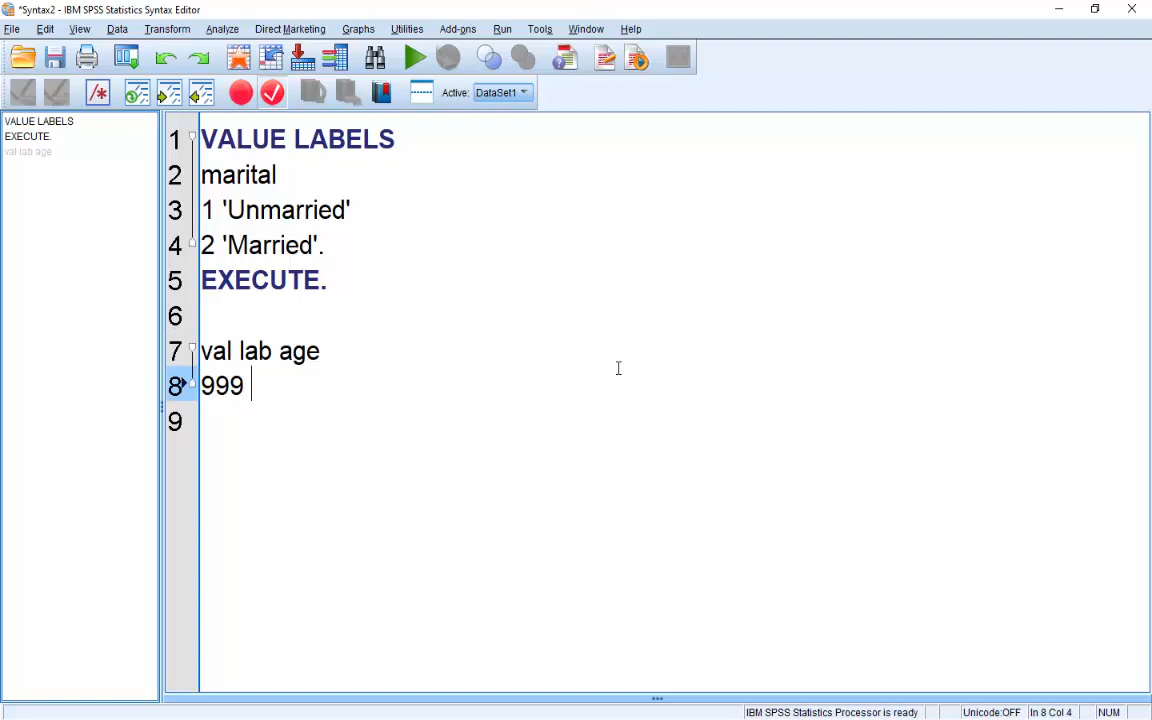 *Syntax2 - IBM SPSS Statistics Syntax Editor
File Edit View Data Transform Analyze Direct Marketing Graphs Utilities Add-ons Run Tools Window Help
Active: DataSet1
VALUE LABELS
EXECUTE.
val lab age
1 VALUE LABELS
2 marital
3 1 'Unmarried'
4 2 'Married'.
5 EXECUTE.
6
7 val lab age
8 999
9
IBM SPSS Statistics Processor is ready Unicode:OFF In 8 Col 4 NUM